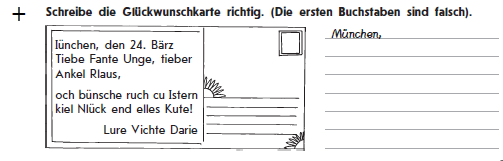 + Schreibe die Glückwunschkarte richtig. (Die ersten Buchstaben sind falsch).
Iünchen, den 24. Bärz
Tiebe Fante Unge, tieber
Ankel Rlaus,
och bünsche ruch cu Istern
kiel Nlück end elles Kute!
Lure Vichte Darie
München,